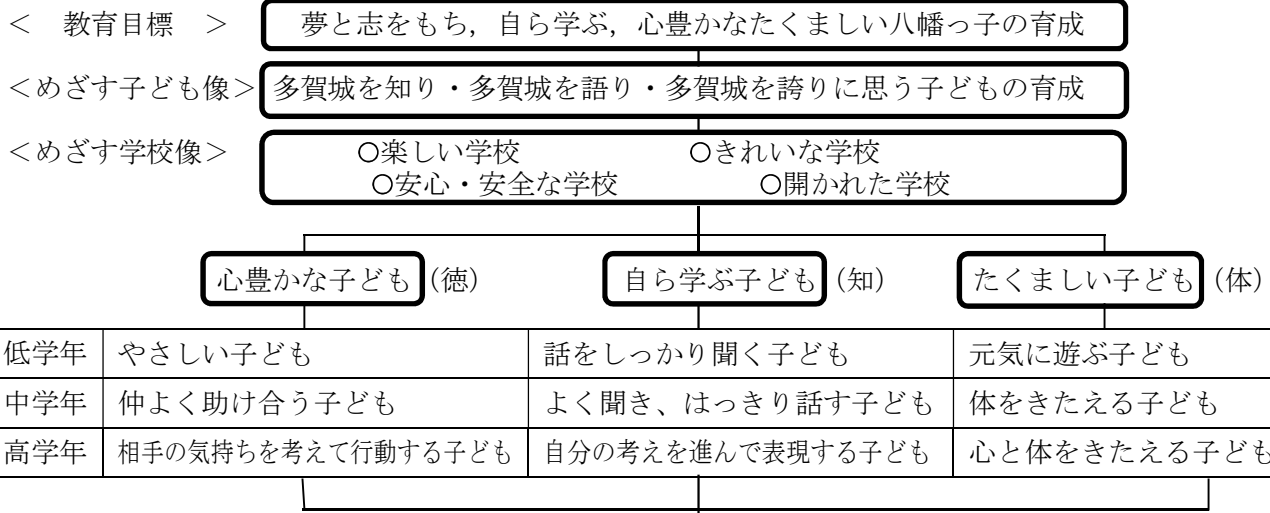 ＜　教育目標　＞　夢と志をもち，自ら学ぶ，心豊かなたくましい八幡っ子の育成
＜めざす子ども像＞多賀城を知り・多賀城を語り・多賀城を誇りに思う子どもの育成
＜めざす学校像＞　○楽しい学校　○きれいな学校
○安心・安全な学校　○開かれた学校
心豊かな子ども（徳）　自ら学ぶ子ども（知）　たくましい子ども（体）
低学年　やさしい子ども　話をしっかり聞く子ども　元気に遊ぶ子ども
中学年　仲よく助け合う子ども　よく聞き、はっきり話す子ども　体をきたえる子ども
高学年　相手の気持ちを考えて行動する子ども　自分の考えを進んで表現する子ども　心と体をきたえる子ども